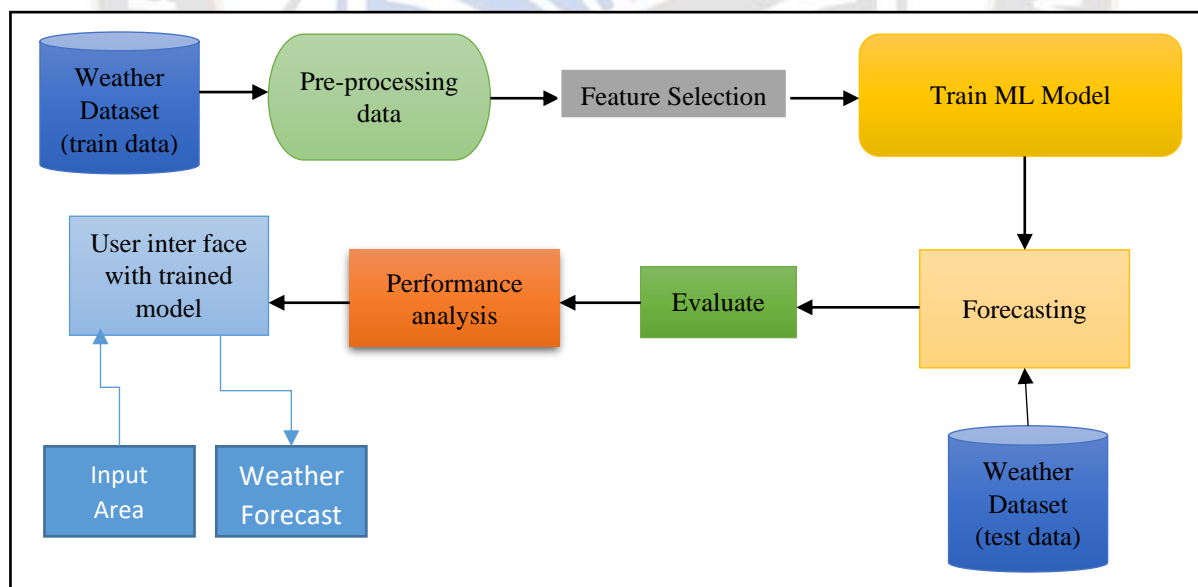 Weather
Dataset
(train data)
Pre-processing
data
Feature Selection
Train ML Model
User inter face
with trained
model
Performance
analysis
Evaluate
Forecasting
Input
Area
Weather
Forecast
Weather
Dataset
(test data)